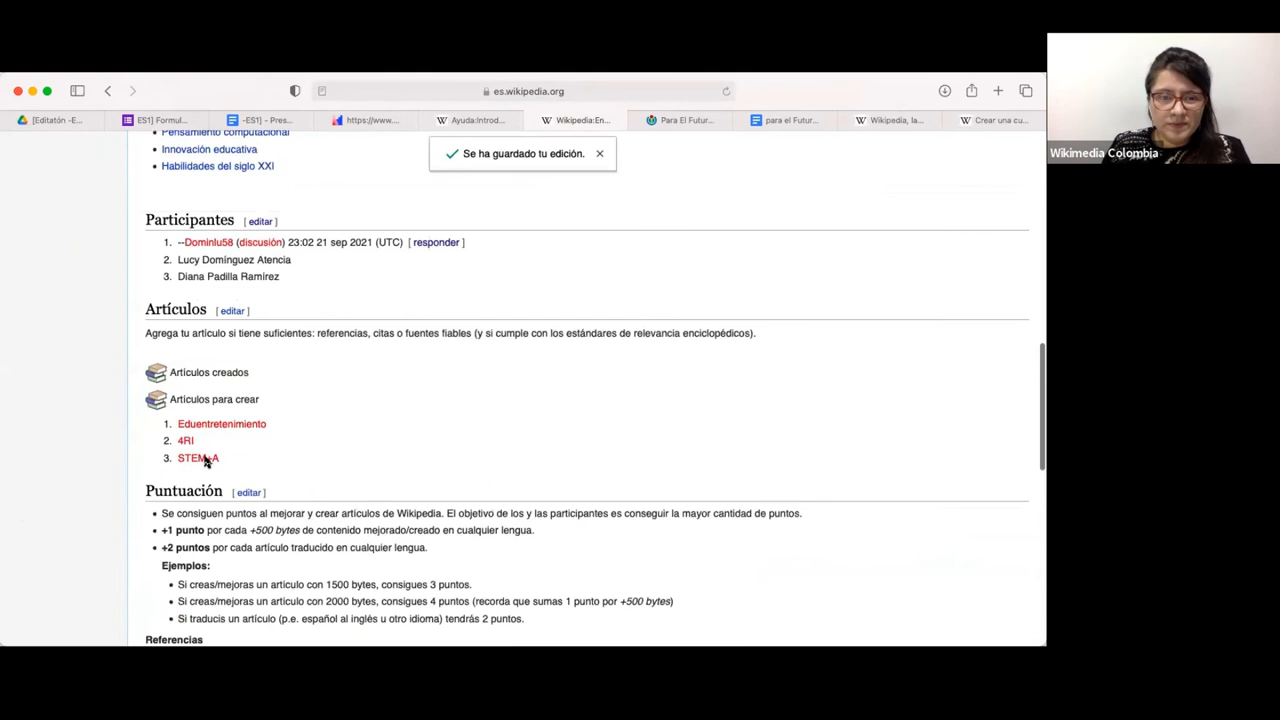 es.wikipedia.org
[Editatón -E...
ES1] Formul...
-ES1] - Pres...
https://www....
Ayuda:Introd...
Wikipedia:En...
Para El Futur...
para el Futur...
Wikipedia, la...
Crear una cu...
Wikimedia Colombia
Pensamiento computacional
Se ha guardado tu edición.
Innovación educativa
Habilidades del siglo XXI
Participantes [ editar ]
1. --Dominlu58 (discusión) 23:02 21 sep 2021 (UTC) [ responder ]
2. Lucy Domínguez Atencia
3. Diana Padilla Ramírez
Artículos [ editar ]
Agrega tu artículo si tiene suficientes: referencias, citas o fuentes fiables (y si cumple con los estándares de relevancia enciclopédicos).
Artículos creados
Artículos para crear
1. Eduentretenimiento
2. 4RI
3. STEM+A
Puntuación [ editar ]
Se consiguen puntos al mejorar y crear artículos de Wikipedia. El objetivo de los y las participantes es conseguir la mayor cantidad de puntos.
+1 punto por cada +500 bytes de contenido mejorado/creado en cualquier lengua.
+2 puntos por cada artículo traducido en cualquier lengua.
Ejemplos:
Si creas/mejoras un artículo con 1500 bytes, consigues 3 puntos.
Si creas/mejoras un artículo con 2000 bytes, consigues 4 puntos (recorda que sumas 1 punto por +500 bytes)
Si traducis un artículo (p.e. español al inglés u otro idioma) tendrás 2 puntos.
Referencias